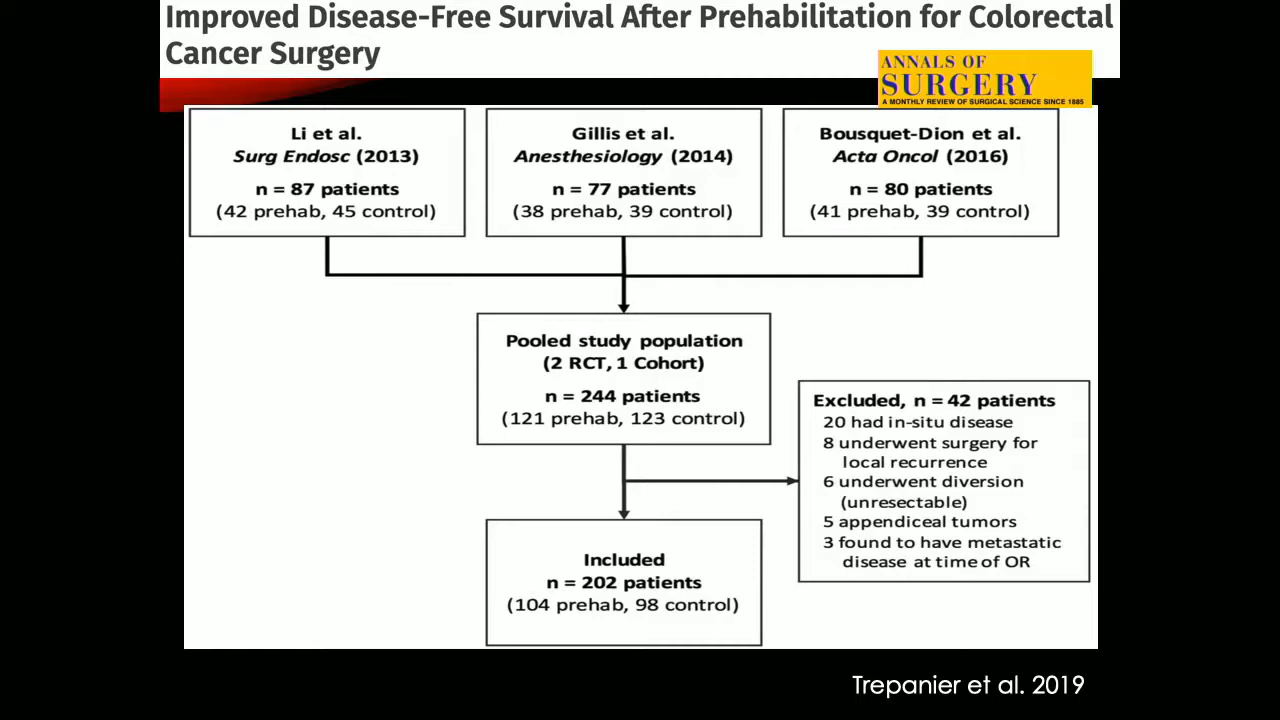 Improved Disease-Free Survival After Prehabilitation for Colorectal
Cancer Surgery
ANNALS OF
SURGERY
A MONTHLY REVIEW OF SURGICAL SCIENCE SINCE 1885
Li et al.
Surg Endosc (2013)
n = 87 patients
(42 prehab, 45 control)
Gillis et al.
Anesthesiology (2014)
n = 77 patients
(38 prehab, 39 control)
Bousquet-Dion et al.
Acta Oncol (2016)
n = 80 patients
(41 prehab, 39 control)
Pooled study population
(2 RCT, 1 Cohort)
n = 244 patients
(121 prehab, 123 control)
Excluded, n = 42 patients
20 had in-situ disease
8 underwent surgery for
local recurrence
6 underwent diversion
(unresectable)
5 appendiceal tumors
3 found to have metastatic
disease at time of OR
Included
n = 202 patients
(104 prehab, 98 control)
Trepanier et al. 2019